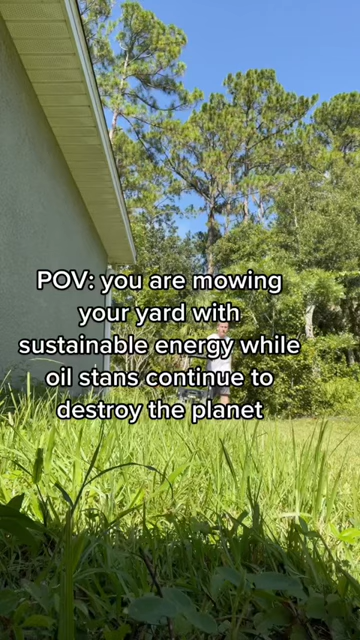 POV: you are mowing
your yard with
sustainable energy while
oil stans continue to
destroy the planet